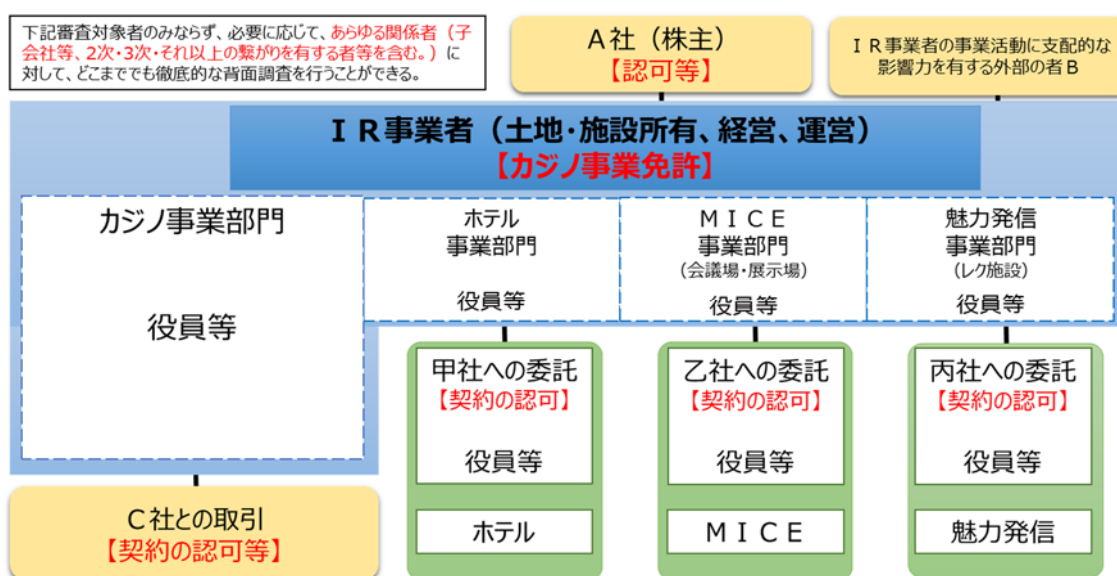 下記審査対象者のみならず、必要に応じて、あらゆる関係者（子
会社等、2次・3次・それ以上の繋がりを有する者等を含む。）に
対して、どこまででも徹底的な背面調査を行うことができる。
Ａ社（株主）
【認可等】
ＩＲ事業者の事業活動に支配的な
影響力を有する外部の者Ｂ
ＩＲ事業者（土地・施設所有、経営、運営）
【カジノ事業免許】
カジノ事業部門
役員等
ホテル
事業部門
役員等
ＭＩＣＥ
事業部門
（会議場・展示場）
役員等
魅力発信
事業部門
（レク施設）
役員等
甲社への委託
【契約の認可】
役員等
ホテル
乙社への委託
【契約の認可】
役員等
ＭＩＣＥ
丙社への委託
【契約の認可】
役員等
魅力発信
Ｃ社との取引
【契約の認可等】